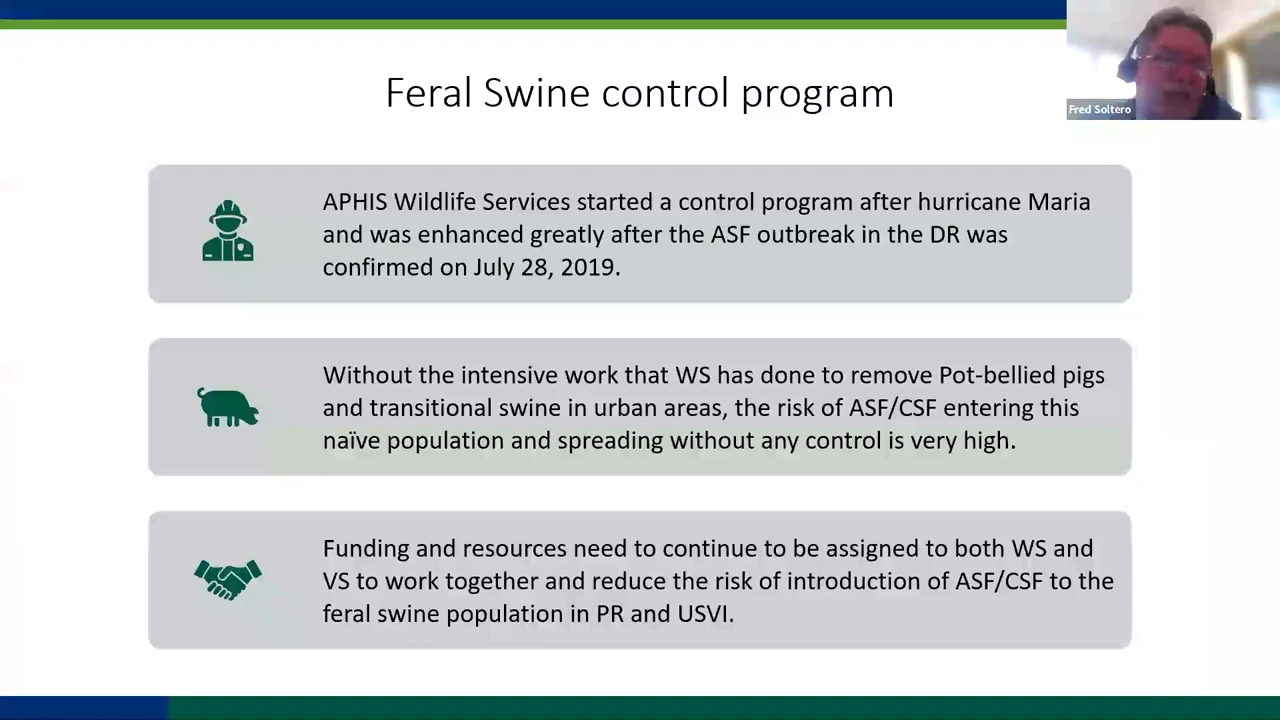 Feral Swine control program
Fred Soltero
APHIS Wildlife Services started a control program after hurricane Maria
and was enhanced greatly after the ASF outbreak in the DR was
confirmed on July 28, 2019.
Without the intensive work that WS has done to remove Pot-bellied pigs
and transitional swine in urban areas, the risk of ASF/CSF entering this
naïve population and spreading without any control is very high.
Funding and resources need to continue to be assigned to both WS and
VS to work together and reduce the risk of introduction of ASF/CSF to the
feral swine population in PR and USVI.